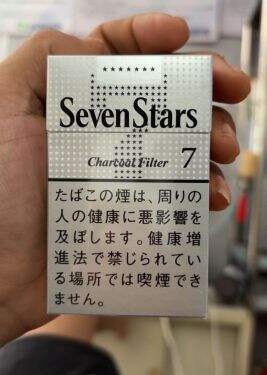 Seven Stars
Charcoal Filter 7
たばこの煙は、周りの
人の健康に悪影響を
及ぼします。健康増
進法で禁じられてい
る場所では喫煙でき
ません。